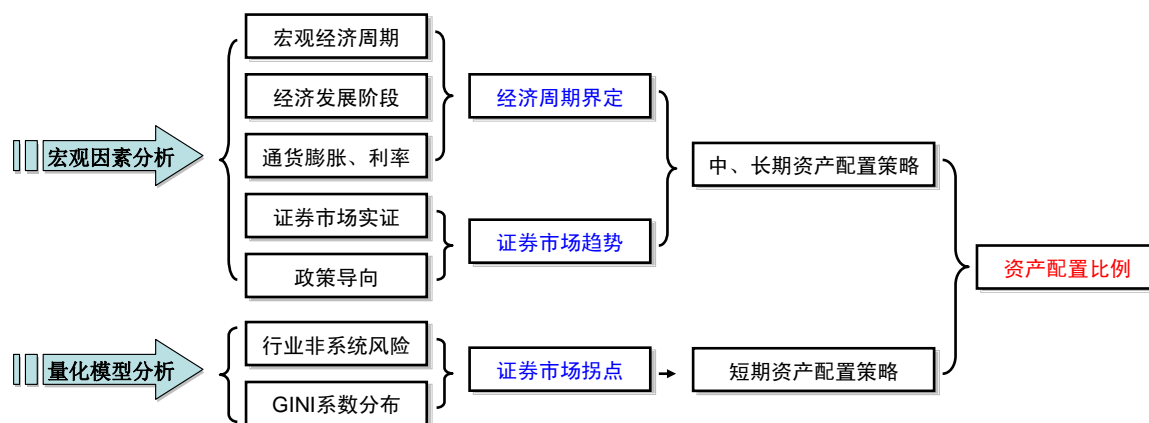 宏观经济周期
经济发展阶段
经济周期界定
宏观因素分析
通货膨胀、利率
中、长期资产配置策略
证券市场实证
证券市场趋势
政策导向
资产配置比例
行业非系统风险
量化模型分析
证券市场拐点
短期资产配置策略
GINI系数分布